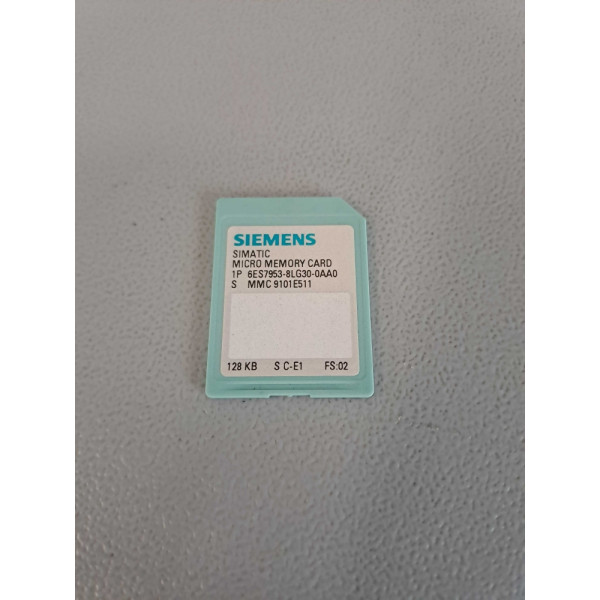 SIEMENS
SIMATIC
MICRO MEMORY CARD
1P 6ES7953-8LG30-0AA0
S MMC 9101E511
128 KB S C-E1 FS:02